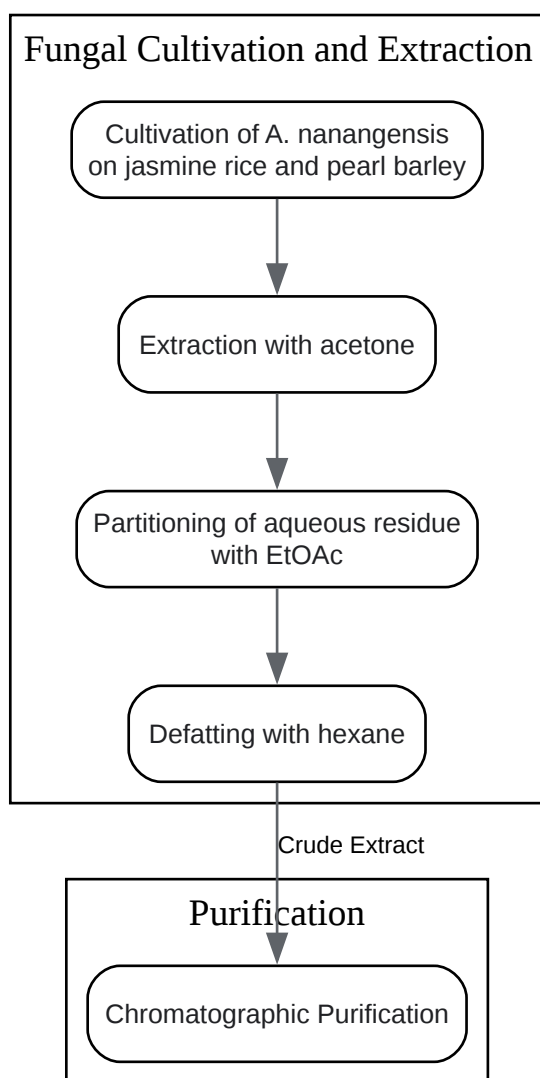 Fungal Cultivation and Extraction
Cultivation of A. nanangensis
on jasmine rice and pearl barley
Extraction with acetone
Partitioning of aqueous residue
with EtOAc
Defatting with hexane
Crude Extract
Purification
Chromatographic Purification